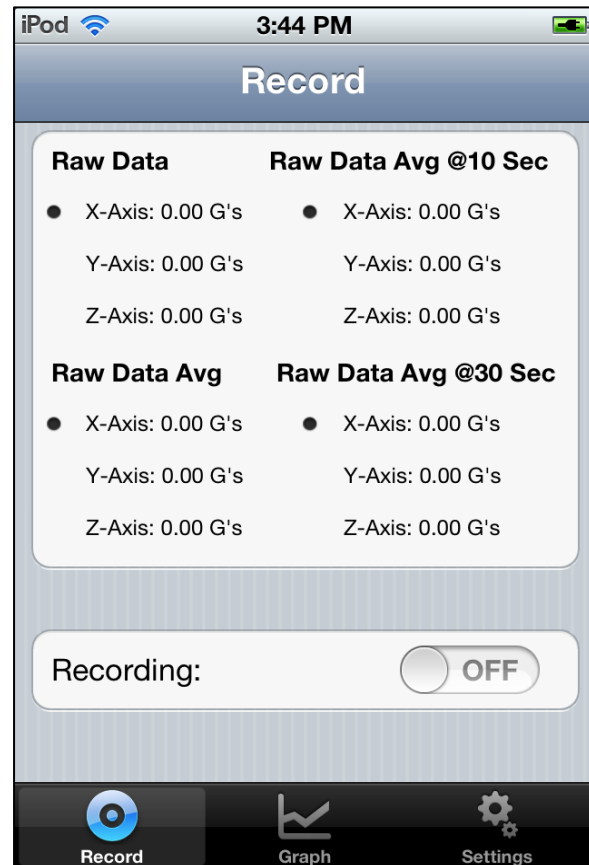 iPod 3:44 PM
Record
Raw Data
X-Axis: 0.00 G's
Y-Axis: 0.00 G's
Z-Axis: 0.00 G's
Raw Data Avg @10 Sec
X-Axis: 0.00 G's
Y-Axis: 0.00 G's
Z-Axis: 0.00 G's
Raw Data Avg
X-Axis: 0.00 G's
Y-Axis: 0.00 G's
Z-Axis: 0.00 G's
Raw Data Avg @30 Sec
X-Axis: 0.00 G's
Y-Axis: 0.00 G's
Z-Axis: 0.00 G's
Recording: OFF
Record Graph Settings